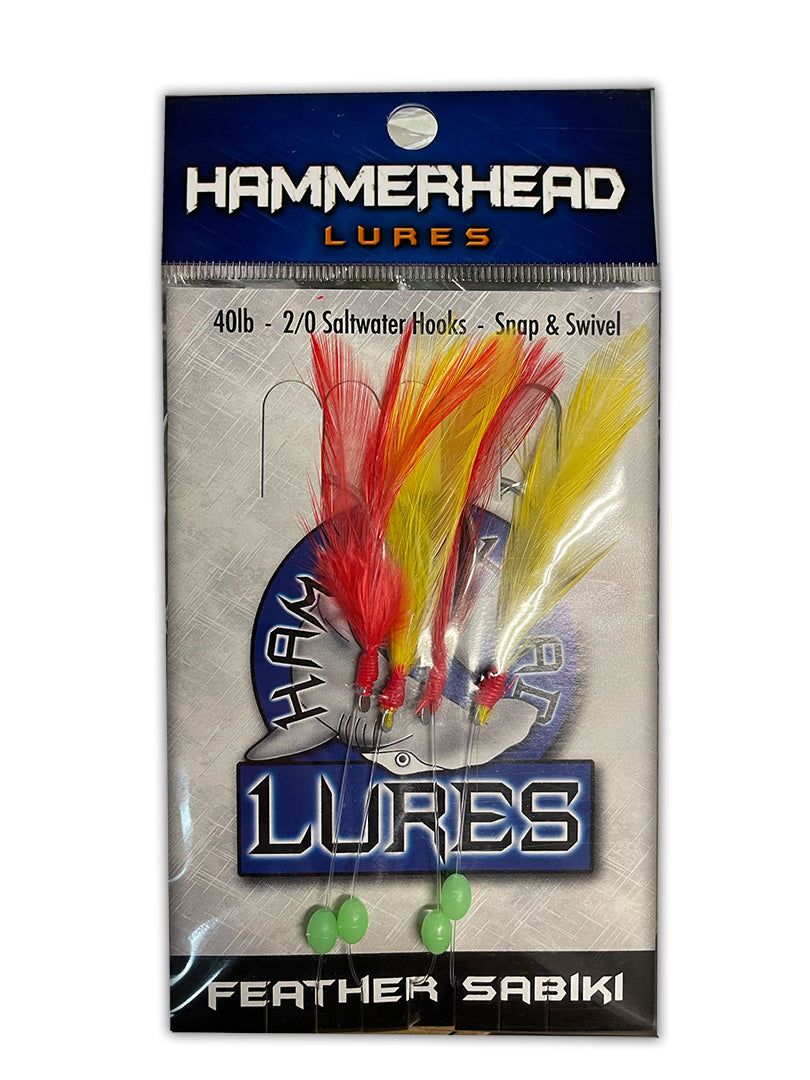 HAMMERHEAD
LURES
40lb - 2/0 Saltwater Hooks - Snap & Swivel
LURES
FEATHER SABIKI